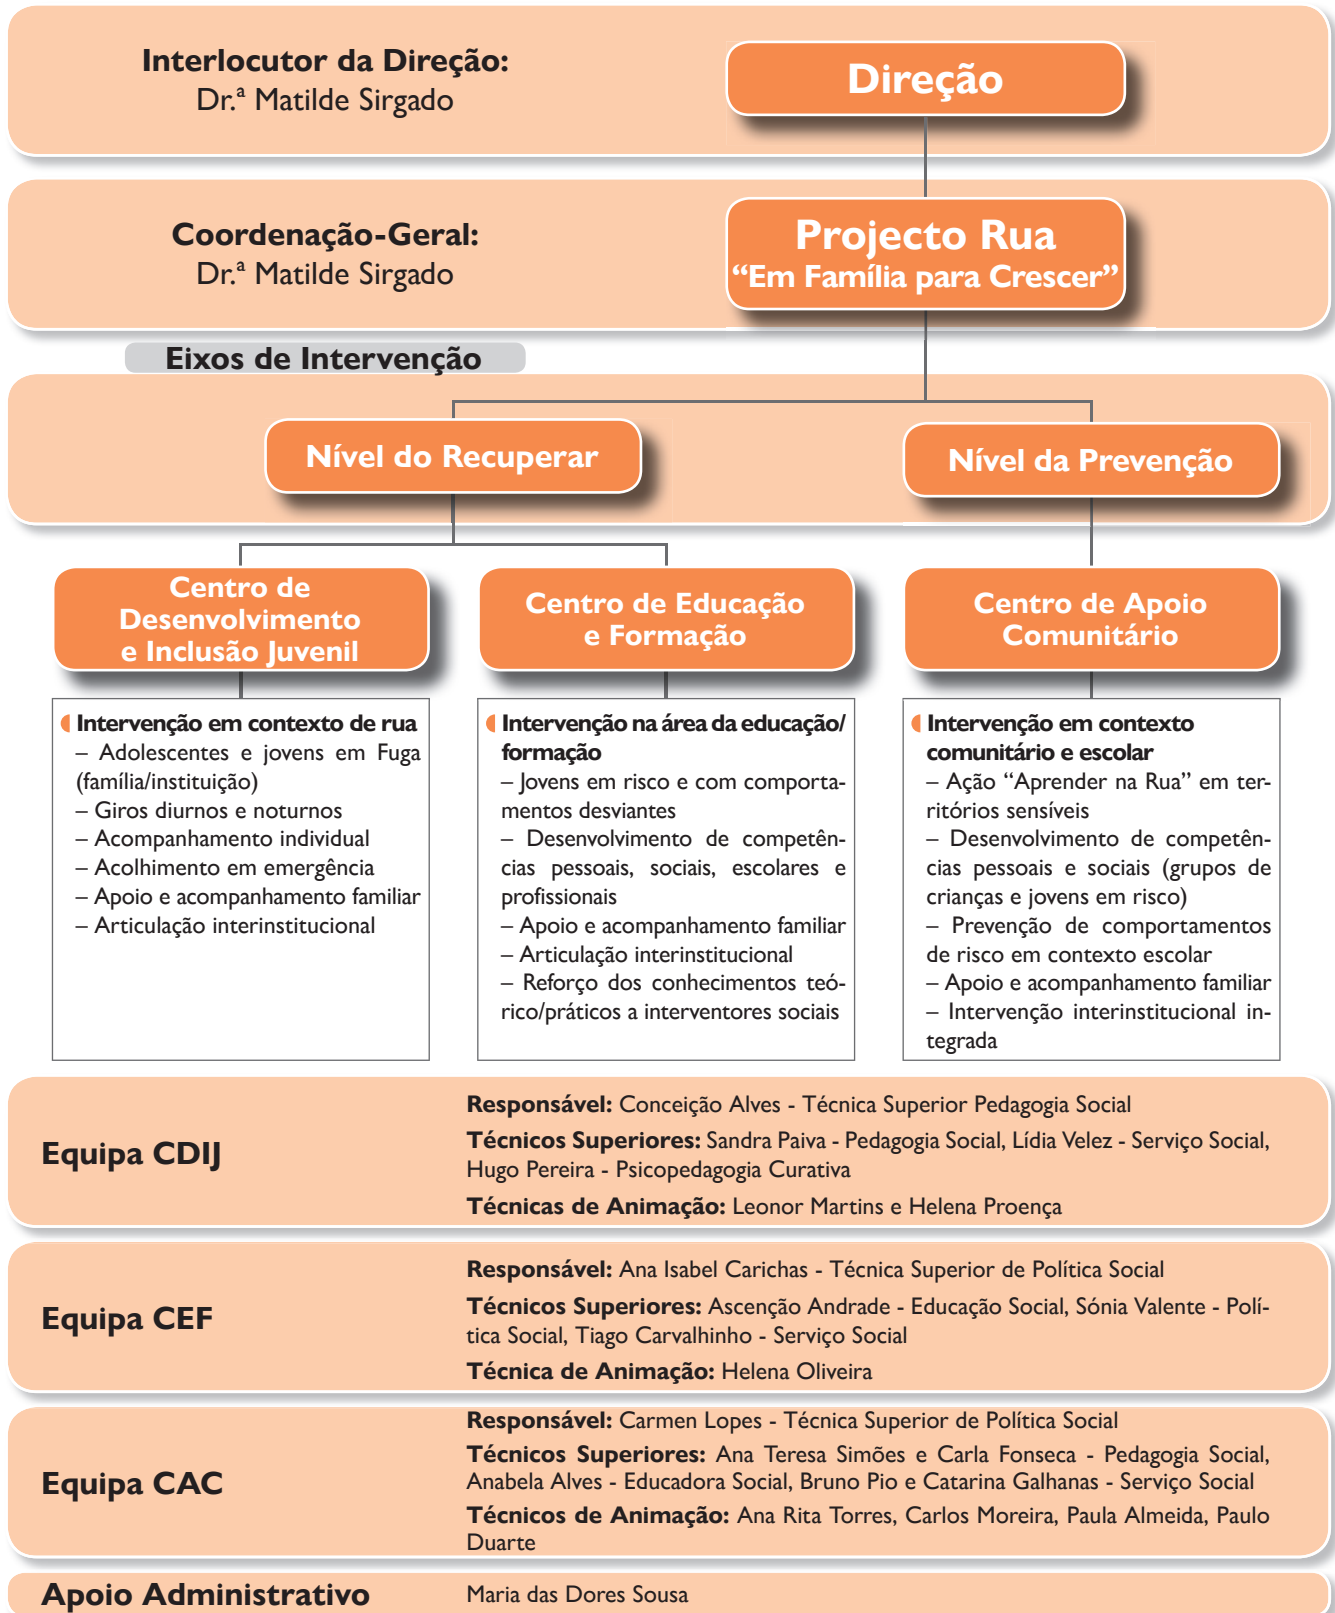 Interlocutor da Direção:
Dr.ª Matilde Sirgado
Direção
Coordenação-Geral:
Dr.ª Matilde Sirgado
Projecto Rua
“Em Família para Crescer”
Eixos de Intervenção
Nível do Recuperar
Nível da Prevenção
Centro de
Desenvolvimento
e Inclusão Juvenil
Centro de Educação
e Formação
Centro de Apoio
Comunitário
Intervenção em contexto de rua
– Adolescentes e jovens em Fuga
(família/instituição)
– Giros diurnos e noturnos
– Acompanhamento individual
– Acolhimento em emergência
– Apoio e acompanhamento familiar
– Articulação interinstitucional
Intervenção na área da educação/
formação
– Jovens em risco e com comporta-
mentos desviantes
– Desenvolvimento de competên-
cias pessoais, sociais, escolares e
profissionais
– Apoio e acompanhamento familiar
– Articulação interinstitucional
– Reforço dos conhecimentos teó-
rico/práticos a interventores sociais
Intervenção em contexto
comunitário e escolar
– Ação “Aprender na Rua” em ter-
ritórios sensíveis
– Desenvolvimento de competên-
cias pessoais e sociais (grupos de
crianças e jovens em risco)
– Prevenção de comportamentos
de risco em contexto escolar
– Apoio e acompanhamento familiar
– Intervenção interinstitucional in-
tegrada
Equipa CDIJ
Responsável: Conceição Alves - Técnica Superior Pedagogia Social
Técnicos Superiores: Sandra Paiva - Pedagogia Social, Lídia Velez - Serviço Social,
Hugo Pereira - Psicopedagogia Curativa
Técnicas de Animação: Leonor Martins e Helena Proença
Equipa CEF
Responsável: Ana Isabel Carichas - Técnica Superior de Política Social
Técnicos Superiores: Ascenção Andrade - Educação Social, Sónia Valente - Polí-
tica Social, Tiago Carvalhinho - Serviço Social
Técnica de Animação: Helena Oliveira
Equipa CAC
Responsável: Carmen Lopes - Técnica Superior de Política Social
Técnicos Superiores: Ana Teresa Simões e Carla Fonseca - Pedagogia Social,
Anabela Alves - Educadora Social, Bruno Pio e Catarina Galhanas - Serviço Social
Técnicos de Animação: Ana Rita Torres, Carlos Moreira, Paula Almeida, Paulo
Duarte
Apoio Administrativo
Maria das Dores Sousa